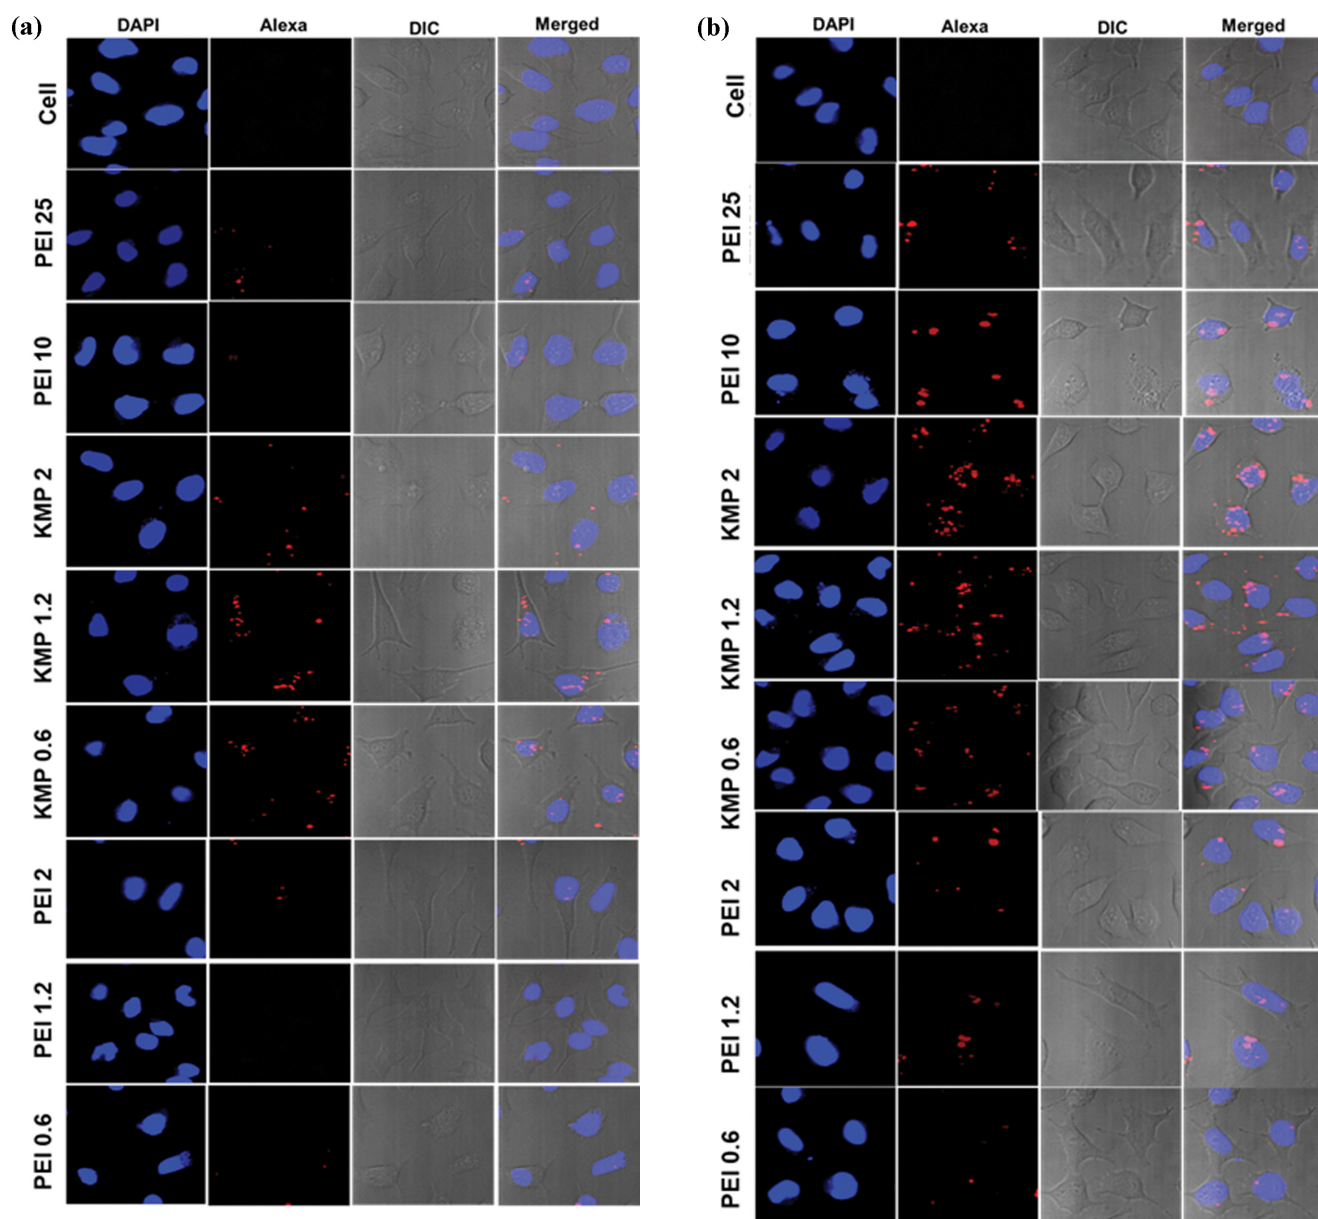 (a)
DAPI Alexa DIC Merged
Cell
PEI 25
PEI 10
KMP 2
KMP 1.2
KMP 0.6
PEI 2
PEI 1.2
PEI 0.6
(b)
DAPI Alexa DIC Merged
Cell
PEI 25
PEI 10
KMP 2
KMP 1.2
KMP 0.6
PEI 2
PEI 1.2
PEI 0.6